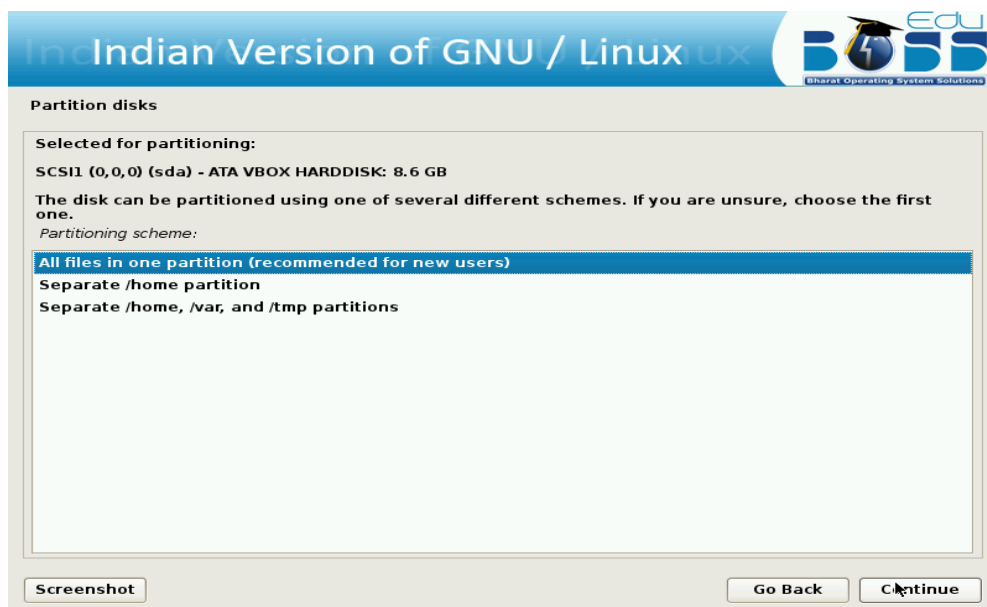 Indian Version of GNU / Linux
Edu
BOSS
Bharat Operating System Solutions
Partition disks
Selected for partitioning:
SCSI1 (0,0,0) (sda) - ATA VBOX HARDDISK: 8.6 GB
The disk can be partitioned using one of several different schemes. If you are unsure, choose the first
one.
Partitioning scheme:
All files in one partition (recommended for new users)
Separate /home partition
Separate /home, /var, and /tmp partitions
Screenshot
Go Back
Continue